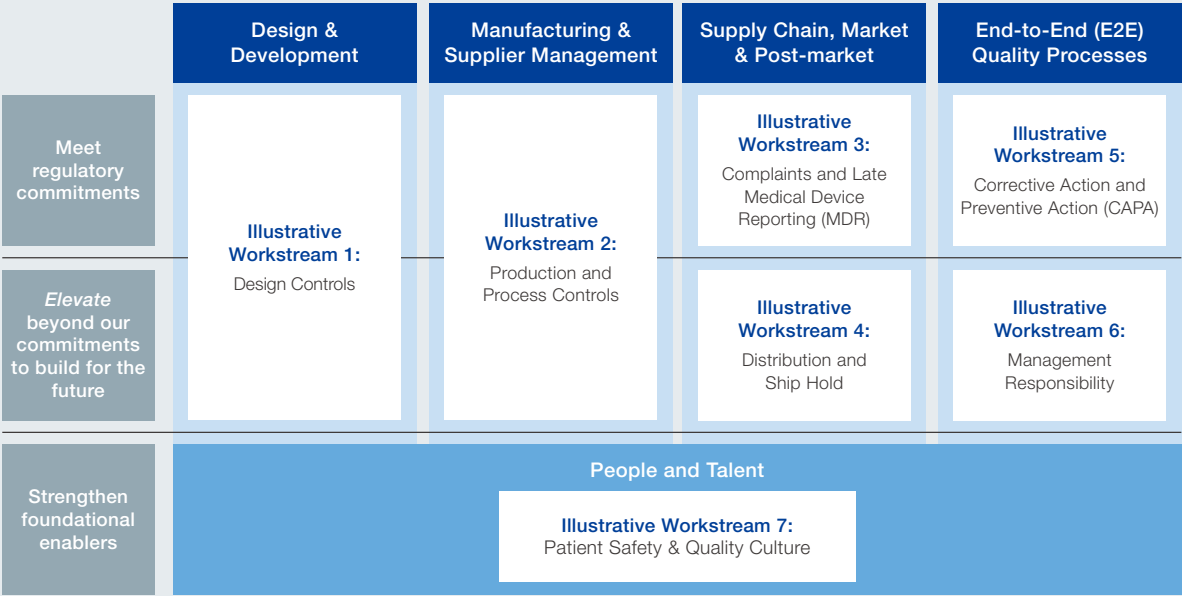 Design &
Development
Manufacturing &
Supplier Management
Supply Chain, Market
& Post-market
End-to-End (E2E)
Quality Processes
Meet
regulatory
commitments
Illustrative
Workstream 1:
Design Controls
Illustrative
Workstream 2:
Production and
Process Controls
Illustrative
Workstream 3:
Complaints and Late
Medical Device
Reporting (MDR)
Illustrative
Workstream 5:
Corrective Action and
Preventive Action (CAPA)
Elevate
beyond our
commitments
to build for the
future
Illustrative
Workstream 4:
Distribution and
Ship Hold
Illustrative
Workstream 6:
Management
Responsibility
Strengthen
foundational
enablers
People and Talent
Illustrative Workstream 7:
Patient Safety & Quality Culture